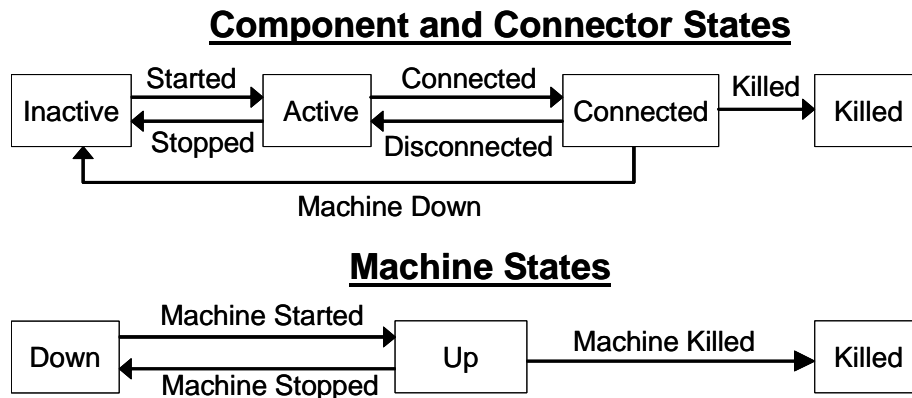 Component and Connector States
Started
Connected
Killed
Inactive
Active
Connected
Killed
Stopped
Disconnected
Machine Down
Machine States
Machine Started
Machine Killed
Down
Up
Killed
Machine Stopped